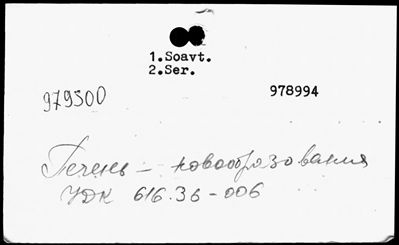 1.Soavt.
2.Ser.
979500
978994
Печень – новообразования
УДК 616.36-006